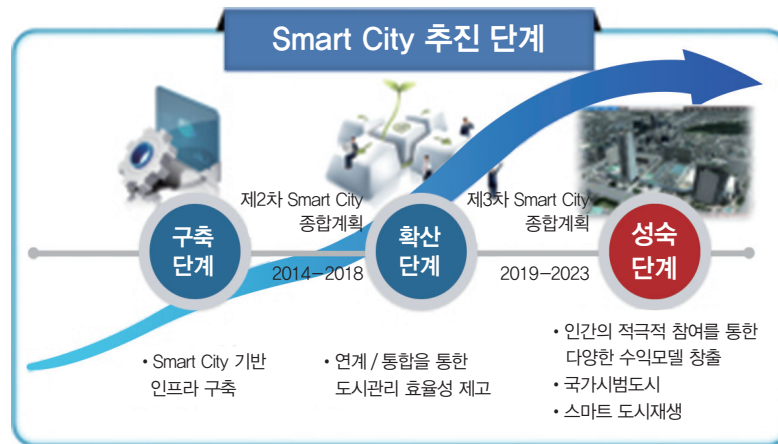 Smart City 추진 단계
제2차 Smart City
종합계획
2014-2018
제3차 Smart City
종합계획
2019-2023
구축
단계
확산
단계
성숙
단계
• Smart City 기반
인프라 구축
• 연계 / 통합을 통한
도시관리 효율성 제고
• 인간의 적극적 참여를 통한
다양한 수익모델 창출
• 국가시범도시
• 스마트 도시재생